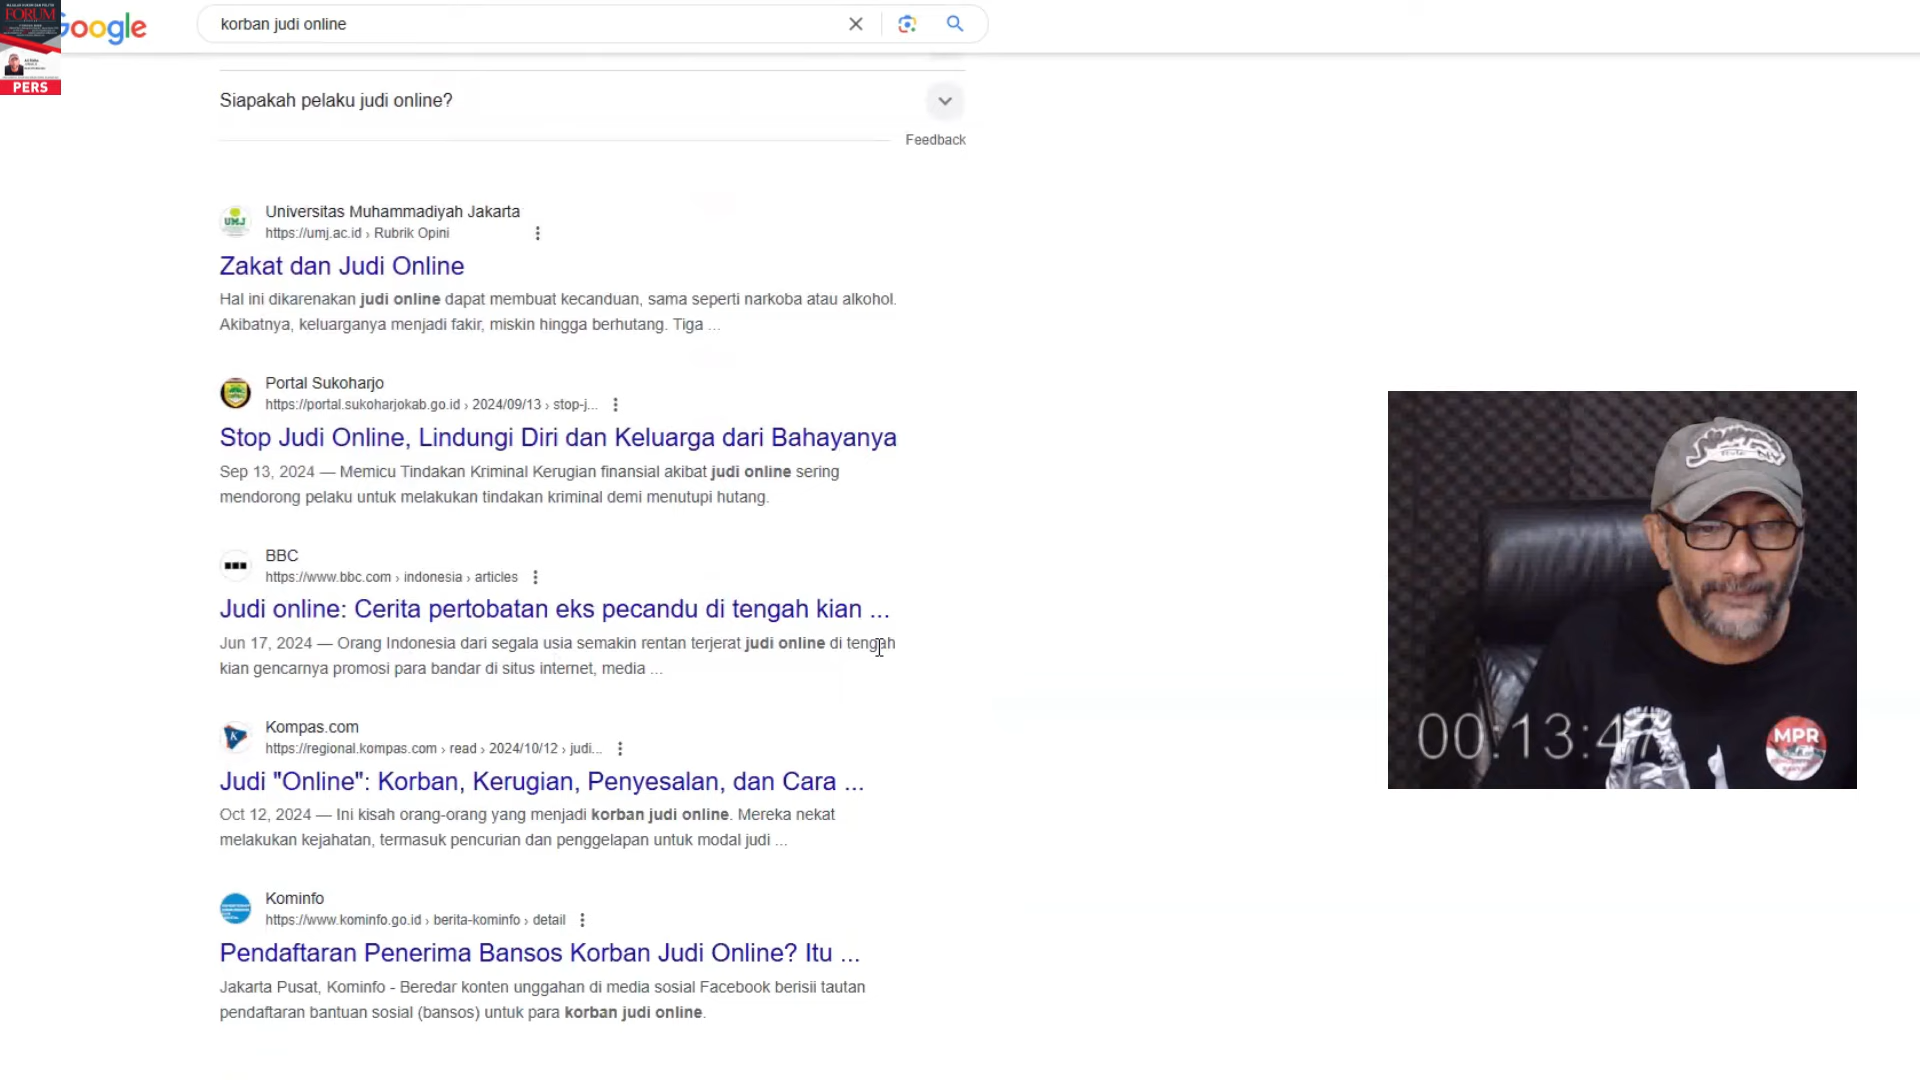 FORUM
PERS
Google
korban judi online
Siapakah pelaku judi online?
Feedback
Universitas Muhammadiyah Jakarta
https://umj.ac.id › Rubrik Opini
Zakat dan Judi Online
Hal ini dikarenakan judi online dapat membuat kecanduan, sama seperti narkoba atau alkohol.
Akibatnya, keluarganya menjadi fakir, miskin hingga berhutang. Tiga ...
Portal Sukoharjo
https://portal.sukoharjokab.go.id › 2024/09/13 › stop-j...
Stop Judi Online, Lindungi Diri dan Keluarga dari Bahayanya
Sep 13, 2024 — Memicu Tindakan Kriminal Kerugian finansial akibat judi online sering
mendorong pelaku untuk melakukan tindakan kriminal demi menutupi hutang.
BBC
https://www.bbc.com › indonesia › articles
Judi online: Cerita pertobatan eks pecandu di tengah kian ...
Jun 17, 2024 — Orang Indonesia dari segala usia semakin rentan terjerat judi online di tengah
kian gencarnya promosi para bandar di situs internet, media ...
Kompas.com
https://regional.kompas.com › read › 2024/10/12 › judi...
Judi "Online": Korban, Kerugian, Penyesalan, dan Cara ...
Oct 12, 2024 — Ini kisah orang-orang yang menjadi korban judi online. Mereka nekat
melakukan kejahatan, termasuk pencurian dan penggelapan untuk modal judi ...
Kominfo
https://www.kominfo.go.id › berita-kominfo › detail
Pendaftaran Penerima Bansos Korban Judi Online? Itu ...
Jakarta Pusat, Kominfo - Beredar konten unggahan di media sosial Facebook berisii tautan
pendaftaran bantuan sosial (bansos) untuk para korban judi online.
00:13:47
MPR